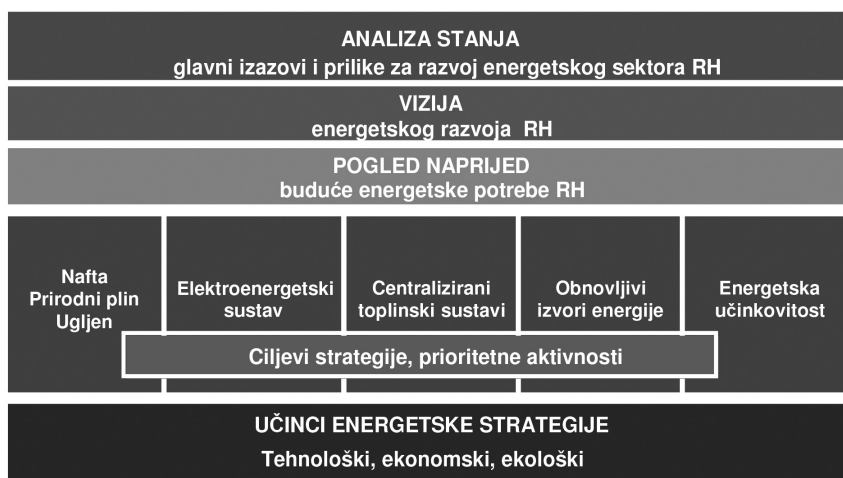 ANALIZA STANJA
glavni izazovi i prilike za razvoj energetskog sektora RH
VIZIJA
energetskog razvoja RH
POGLED NAPRIJED
buduće energetske potrebe RH
Nafta
Prirodni plin
Ugljen
Elektroenergetski
sustav
Centralizirani
toplinski sustavi
Obnovljivi
izvori energije
Energetska
učinkovitost
Ciljevi strategije, prioritetne aktivnosti
UČINCI ENERGETSKE STRATEGIJE
Tehnološki, ekonomski, ekološki